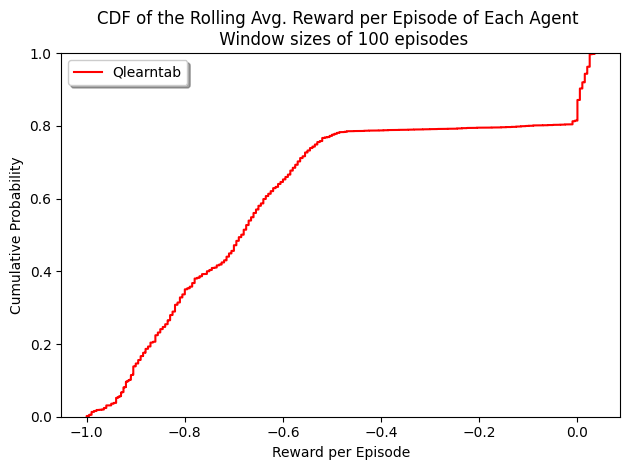 CDF of the Rolling Avg. Reward per Episode of Each Agent
Window sizes of 100 episodes
Qlearntab
Cumulative Probability
1.0
0.8
0.6
0.4
0.2
0.0
−1.0 −0.8 −0.6 −0.4 −0.2 0.0
Reward per Episode